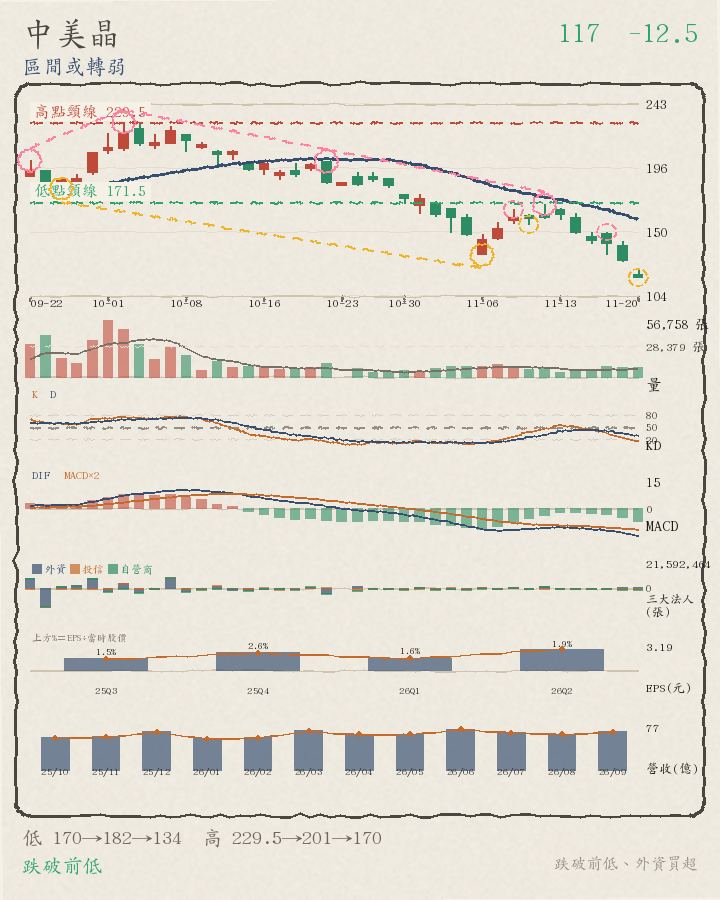 中美晶
117 -12.5
區間或轉弱
243
高點頸線 229.5
196
低點頸線 171.5
150
104
09-22 10-01 10-08 10-16 10-23 10-30 11-06 11-13 11-20
56,758 張
28,379 張
量
K D
80
50
20
KD
DIF MACD×2
15
0
MACD
外資 投信 自營商
21,592,464
0
三大法人
(張)
上方%=EPS÷當時股價
1.5% 2.6% 1.6% 1.9%
3.19
25Q3 25Q4 26Q1 26Q2
EPS(元)
77
25/10 25/11 25/12 26/01 26/02 26/03 26/04 26/05 26/06 26/07 26/08 26/09
營收(億)
低 170→182→134 高 229.5→201→170
跌破前低
跌破前低、外資買超